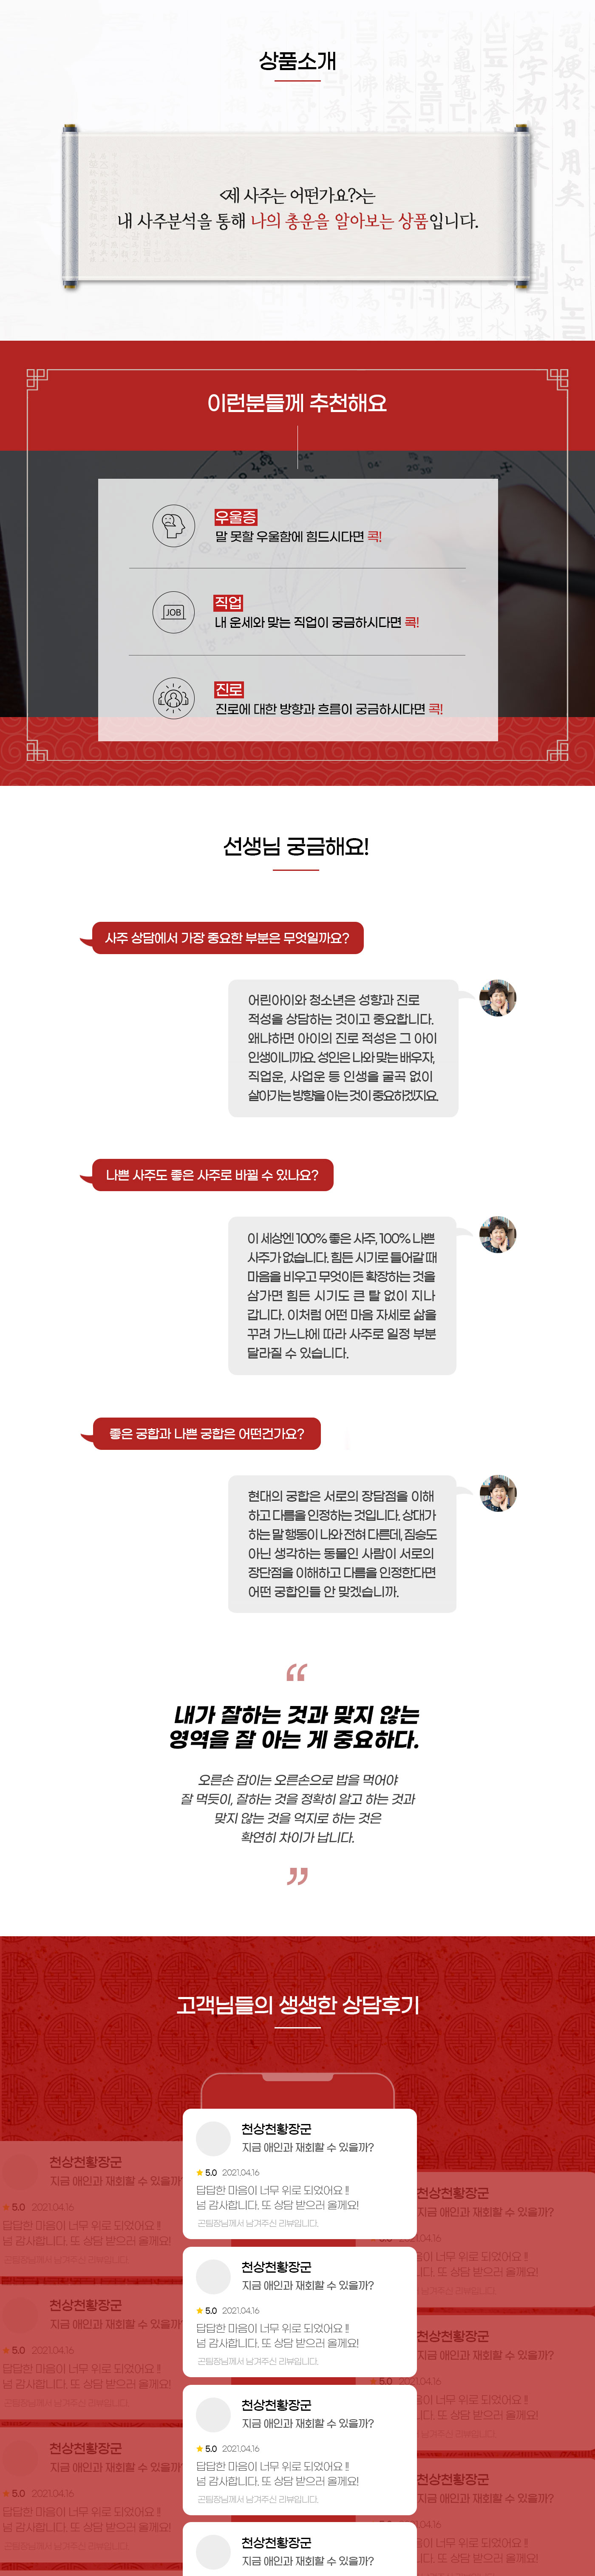 상품소개
<제 사주는 어떤가요?>는
내 사주분석을 통해 나의 총운을 알아보는 상품입니다.
이런분들께 추천해요
우울증
말 못할 우울함에 힘드시다면 콕!
JOB
직업
내 운세와 맞는 직업이 궁금하시다면 콕!
진로
진로에 대한 방향과 흐름이 궁금하시다면 콕!
선생님 궁금해요!
사주 상담에서 가장 중요한 부분은 무엇일까요?
어린아이와 청소년은 성향과 진로
적성을 상담하는 것이고 중요합니다.
왜냐하면 아이의 진로 적성은 그 아이
인생이니까요. 성인은 나와 맞는 배우자,
직업운, 사업운 등 인생을 굴곡 없이
살아가는 방향을 아는 것이 중요하겠지요.
나쁜 사주도 좋은 사주로 바뀔 수 있나요?
이 세상엔 100% 좋은 사주, 100% 나쁜
사주가 없습니다. 힘든 시기로 들어갈 때
마음을 비우고 무엇이든 확장하는 것을
삼가면 힘든 시기도 큰 탈 없이 지나
갑니다. 이처럼 어떤 마음 자세로 삶을
꾸려 가느냐에 따라 사주로 일정 부분
달라질 수 있습니다.
좋은 궁합과 나쁜 궁합은 어떤건가요?
현대의 궁합은 서로의 장담점을 이해
하고 다름을 인정하는 것입니다. 상대가
하는 말 행동이 나와 전혀 다른데, 짐승도
아닌 생각하는 동물인 사람이 서로의
장단점을 이해하고 다름을 인정한다면
어떤 궁합인들 안 맞겠습니까.
“
내가 잘하는 것과 맞지 않는
영역을 잘 아는 게 중요하다.
오른손 잡이는 오른손으로 밥을 먹어야
잘 먹듯이, 잘하는 것을 정확히 알고 하는 것과
맞지 않는 것을 억지로 하는 것은
확연히 차이가 납니다.
”
고객님들의 생생한 상담후기
천상천황장군
지금 애인과 재회할 수 있을까?
5.0 2021.04.16
답답한 마음이 너무 위로 되었어요 !!
넘 감사합니다. 또 상담 받으러 올께요!
곤팀장님께서 남겨주신 리뷰입니다.
천상천황장군
지금 애인과 재회할 수 있을까?
5.0 2021.04.16
답답한 마음이 너무 위로 되었어요 !!
넘 감사합니다. 또 상담 받으러 올께요!
곤팀장님께서 남겨주신 리뷰입니다.
천상천황장군
지금 애인과 재회할 수 있을까?
5.0 2021.04.16
답답한 마음이 너무 위로 되었어요 !!
넘 감사합니다. 또 상담 받으러 올께요!
곤팀장님께서 남겨주신 리뷰입니다.
천상천황장군
지금 애인과 재회할 수 있을까?